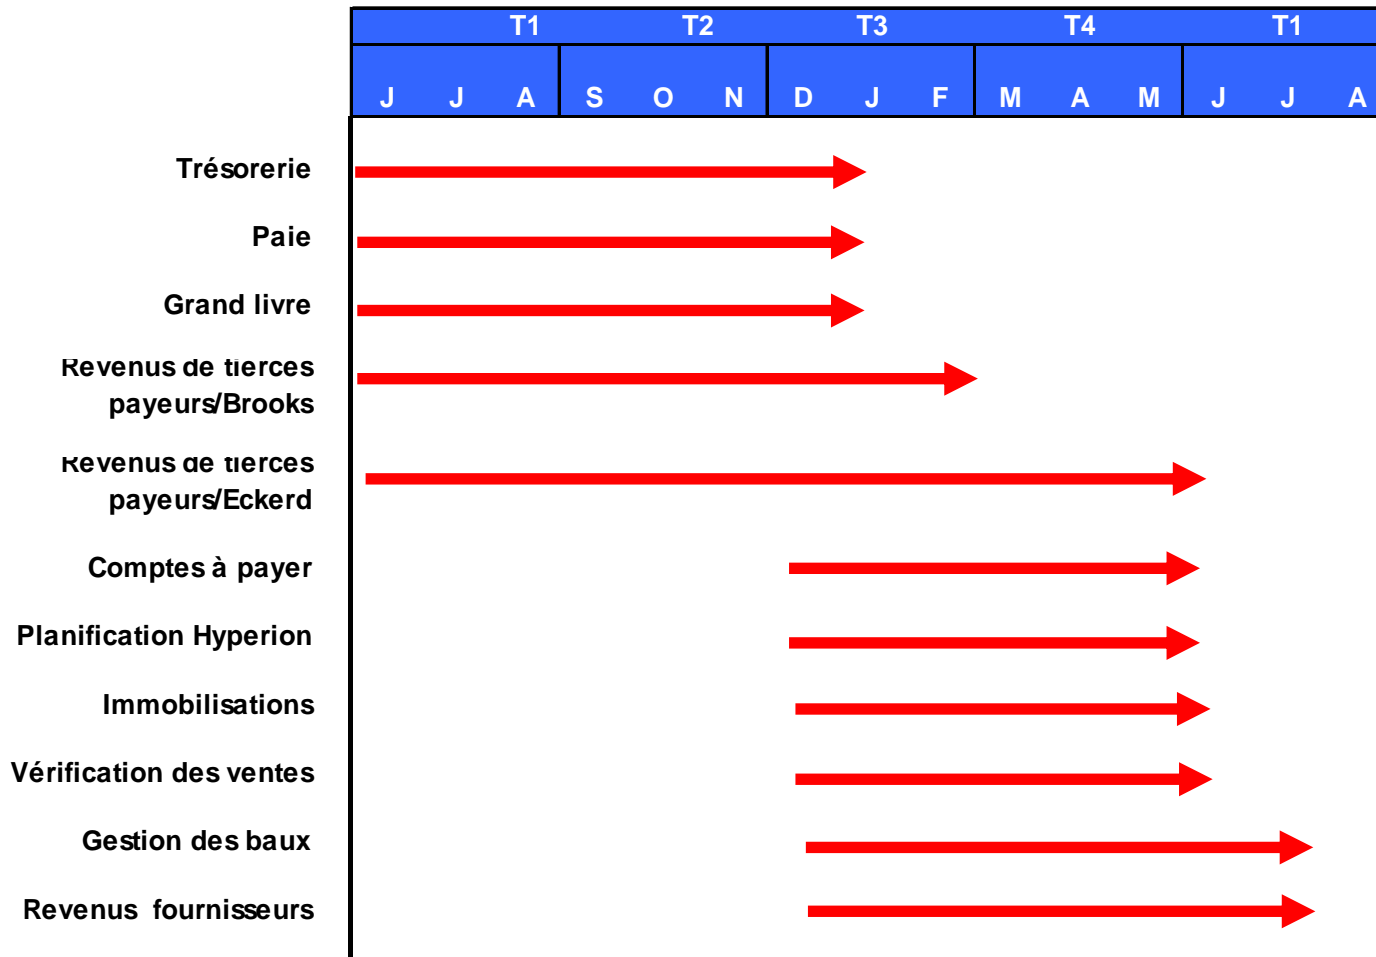 T1 T2 T3 T4 T1
J J A S O N D J F M A M J J A
Trésorerie
Paie
Grand livre
Revenus de tierces
payeurs/Brooks
Revenus de tierces
payeurs/Eckerd
Comptes à payer
Planification Hyperion
Immobilisations
Vérification des ventes
Gestion des baux
Revenus fournisseurs